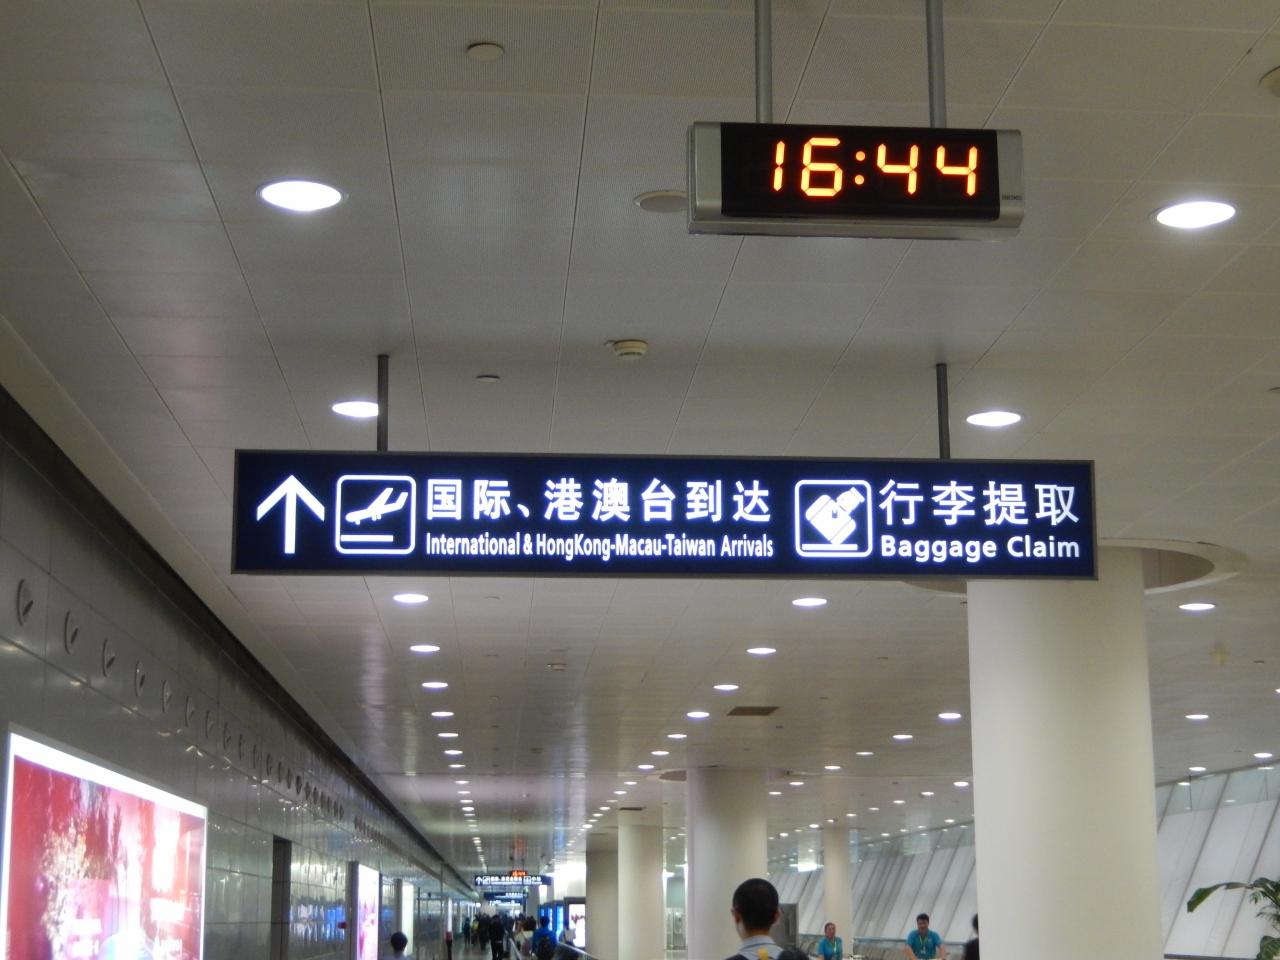 16:44
国际、港澳台到达
International & HongKong-Macau-Taiwan Arrivals
行李提取
Baggage Claim